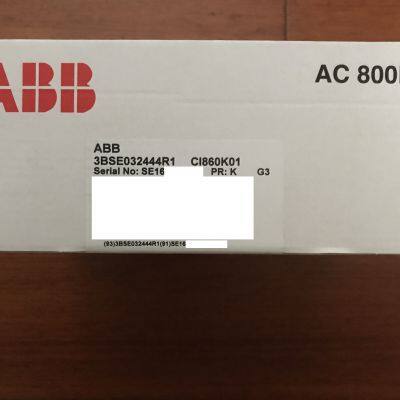 ABB
AC 800
ABB
3BSE032444R1 CI860K01
Serial No: SE16 PR: K G3
(93)3BSE032444R1(91)SE16